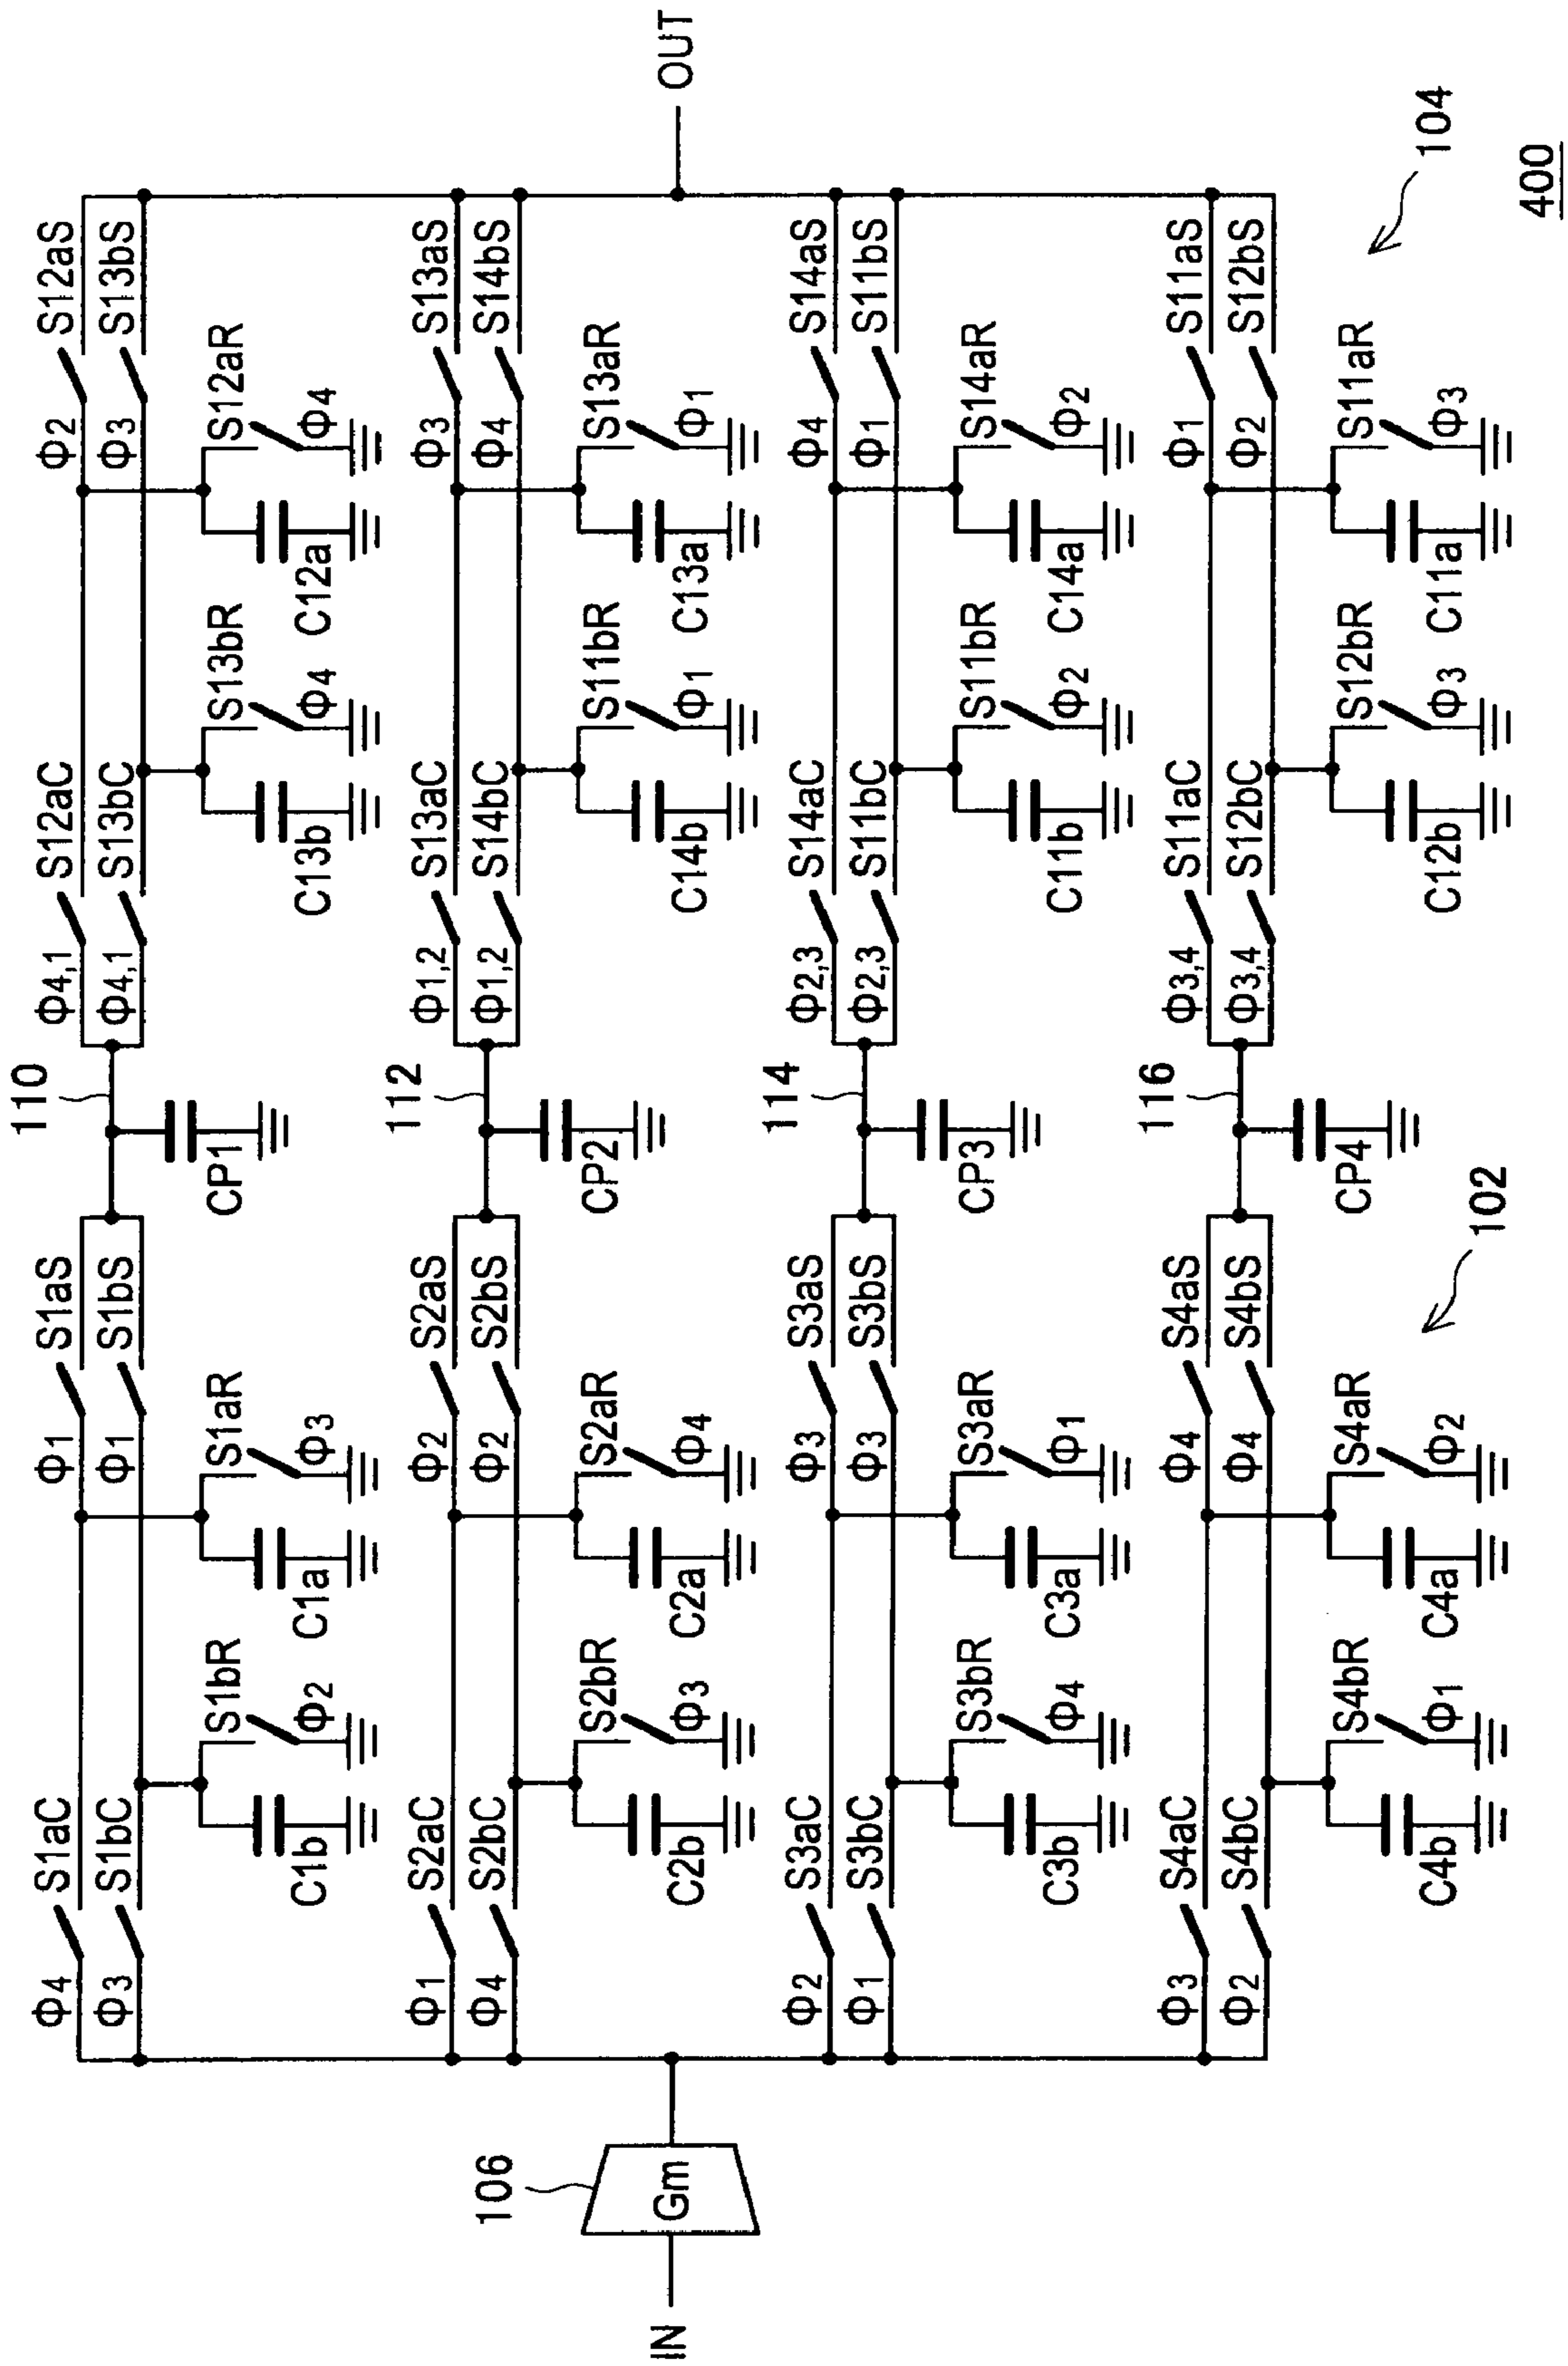 400
104
102
IN
106
Gm
OUT
Φ4 S1aC
Φ3 S1bC
Φ1 S1aS
Φ1 S1bS
C1b
S1bR
Φ2
C1a
S1aR
Φ3
110
CP1
Φ4,1 S12aC
Φ4,1 S13bC
Φ2 S12aS
Φ3 S13bS
C13b
S13bR
Φ4
C12a
S12aR
Φ4
Φ1 S2aC
Φ4 S2bC
Φ2 S2aS
Φ2 S2bS
C2b
S2bR
Φ3
C2a
S2aR
Φ4
112
CP2
Φ1,2 S13aC
Φ1,2 S14bC
Φ3 S13aS
Φ4 S14bS
C14b
S11bR
Φ1
C13a
S13aR
Φ1
Φ2 S3aC
Φ1 S3bC
Φ3 S3aS
Φ3 S3bS
C3b
S3bR
Φ4
C3a
S3aR
Φ1
114
CP3
Φ2,3 S14aC
Φ2,3 S11bC
Φ4 S14aS
Φ1 S11bS
C11b
S11bR
Φ2
C14a
S14aR
Φ2
Φ3 S4aC
Φ2 S4bC
Φ4 S4aS
Φ4 S4bS
C4b
S4bR
Φ1
C4a
S4aR
Φ2
116
CP4
Φ3,4 S11aC
Φ3,4 S12bC
Φ1 S11aS
Φ2 S12bS
C12b
S12bR
Φ3
C11a
S11aR
Φ3